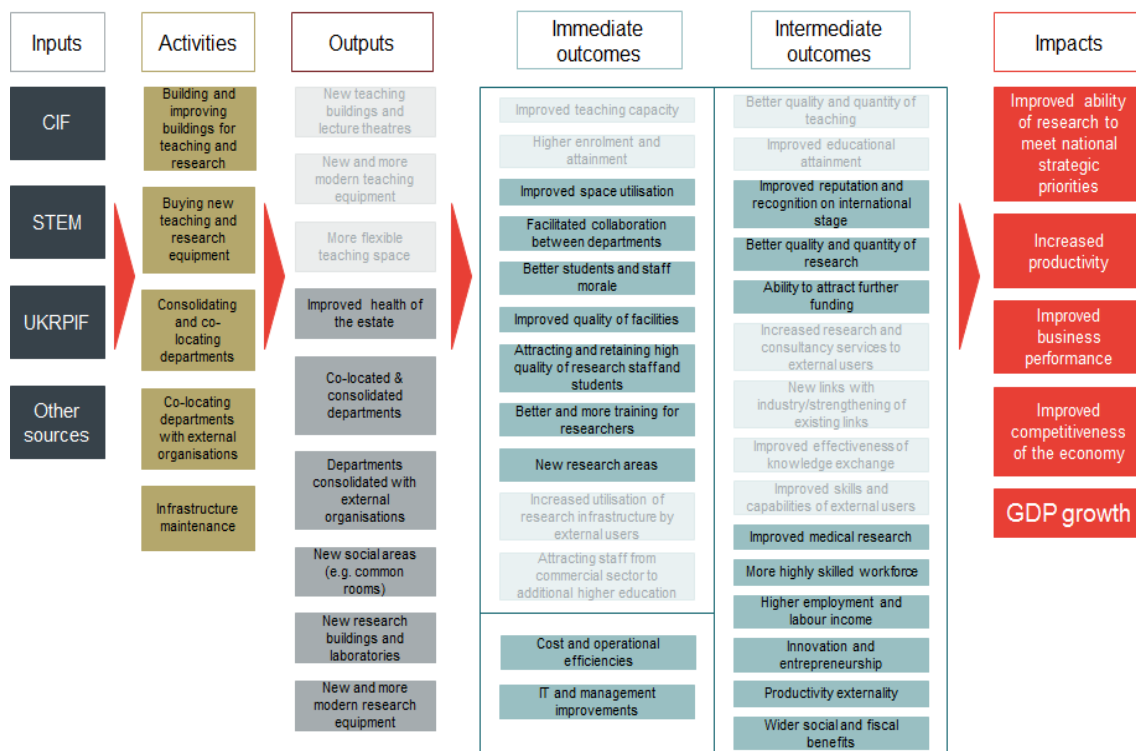 Inputs
Activities
Outputs
Immediate
outcomes
Intermediate
outcomes
Impacts
CIF
STEM
UKRPIF
Other
sources
Building and
improving
buildings for
teaching and
research
Buying new
teaching and
research
equipment
Consolidating
and co-
locating
departments
Co-locating
departments
with external
organisations
Infrastructure
maintenance
New teaching
buildings and
lecture theatres
New and more
modern teaching
equipment
More flexible
teaching space
Improved health of
the estate
Co-located &
consolidated
departments
Departments
consolidated with
external
organisations
New social areas
(e.g. common
rooms)
New research
buildings and
laboratories
New and more
modern research
equipment
Improved teaching capacity
Higher enrolment and
attainment
Improved space utilisation
Facilitated collaboration
between departments
Better students and staff
morale
Improved quality of facilities
Attracting and retaining high
quality of research staff and
students
Better and more training for
researchers
New research areas
Increased utilisation of
research infrastructure by
external users
Attracting staff from
commercial sector to
additional higher education
Cost and operational
efficiencies
IT and management
improvements
Better quality and quantity of
teaching
Improved educational
attainment
Improved reputation and
recognition on international
stage
Better quality and quantity of
research
Ability to attract further
funding
Increased research and
consultancy services to
external users
New links with
industry/strengthening of
existing links
Improved effectiveness of
knowledge exchange
Improved skills and
capabilities of external users
Improved medical research
More highly skilled workforce
Higher employment and
labour income
Innovation and
entrepreneurship
Productivity externality
Wider social and fiscal
benefits
Improved ability
of research to
meet national
strategic
priorities
Increased
productivity
Improved
business
performance
Improved
competitiveness
of the economy
GDP growth